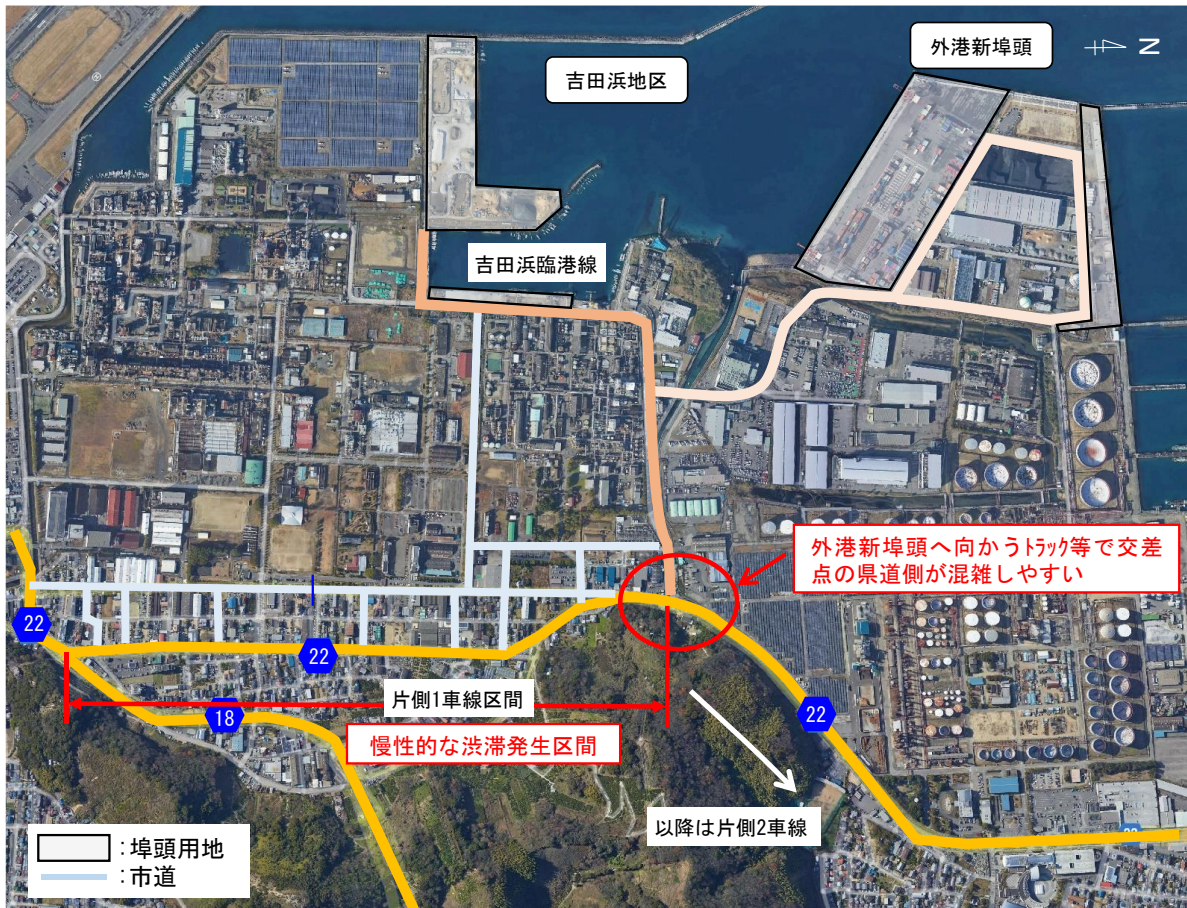 外港新埠頭
N
吉田浜地区
吉田浜臨港線
外港新埠頭へ向かうトラック等で交差
点の県道側が混雑しやすい
22
22
片側1車線区間
18
22
慢性的な渋滞発生区間
以降は片側2車線
:埠頭用地
:市道